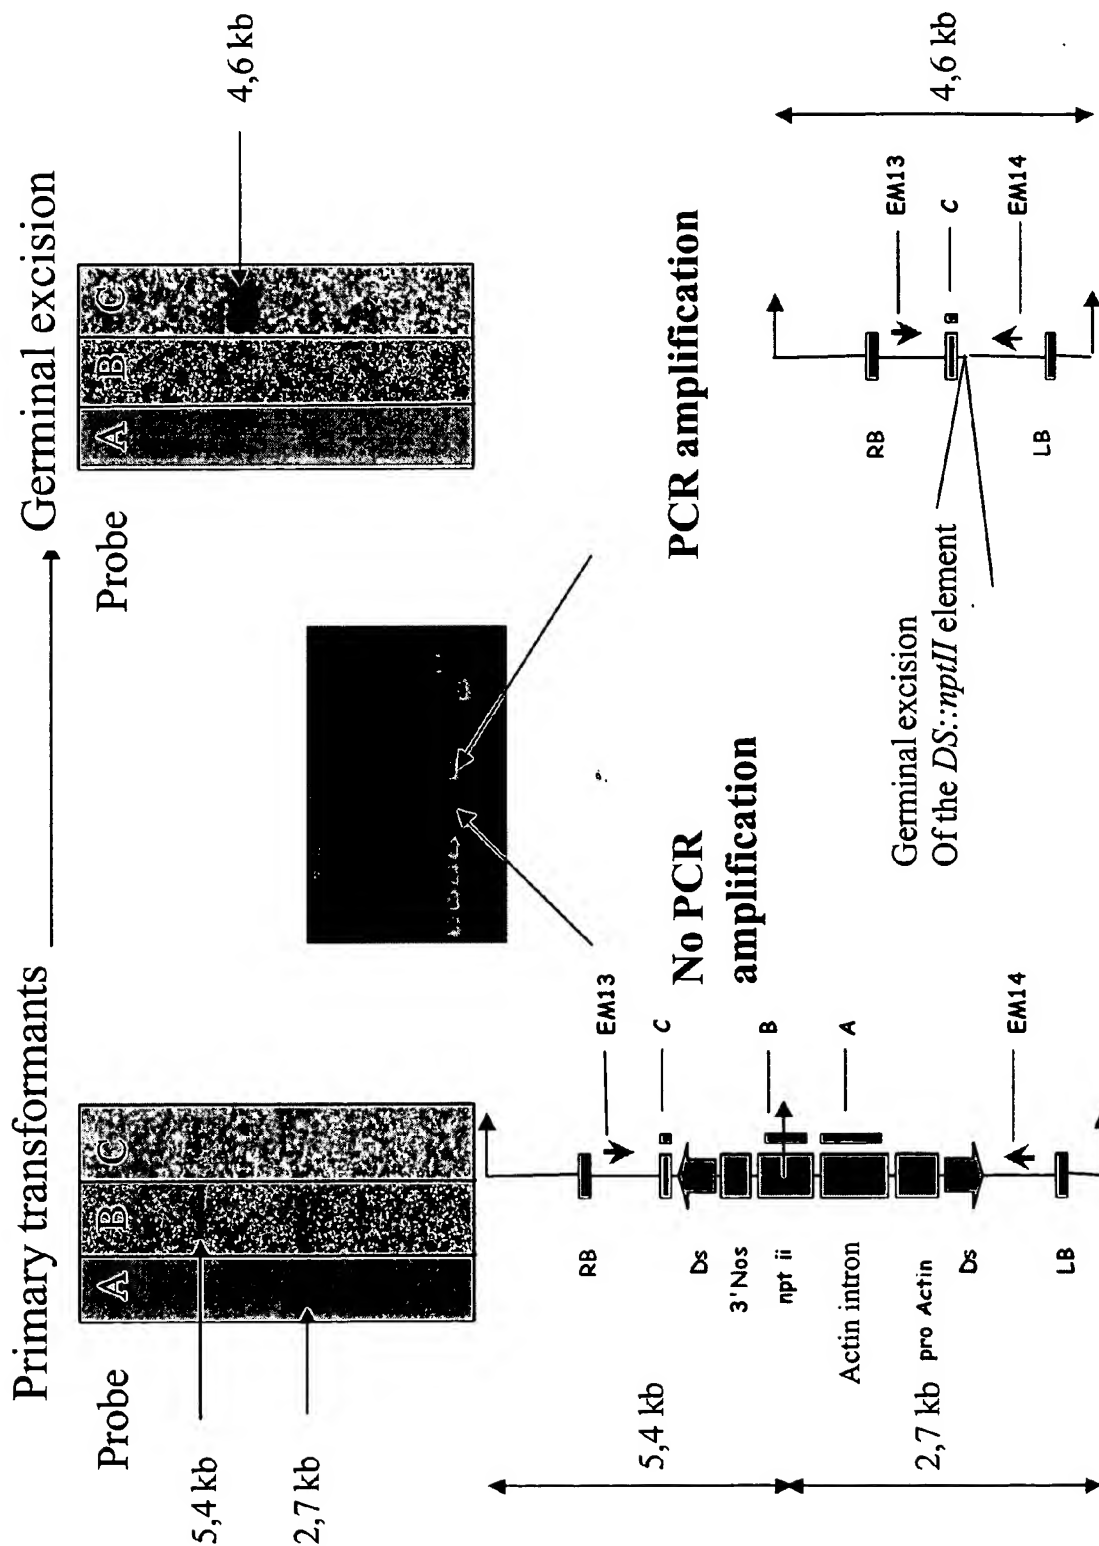 Primary transformants
Germinal excision
Probe
A
B
C
5,4 kb
2,7 kb
Probe
A
B
C
4,6 kb
No PCR
amplification
PCR amplification
RB
EM13
C
Ds
3'Nos
npt ii
B
Actin intron
A
pro Actin
Ds
EM14
LB
5,4 kb
2,7 kb
RB
EM13
C
EM14
LB
4,6 kb
Germinal excision
Of the DS::nptII element